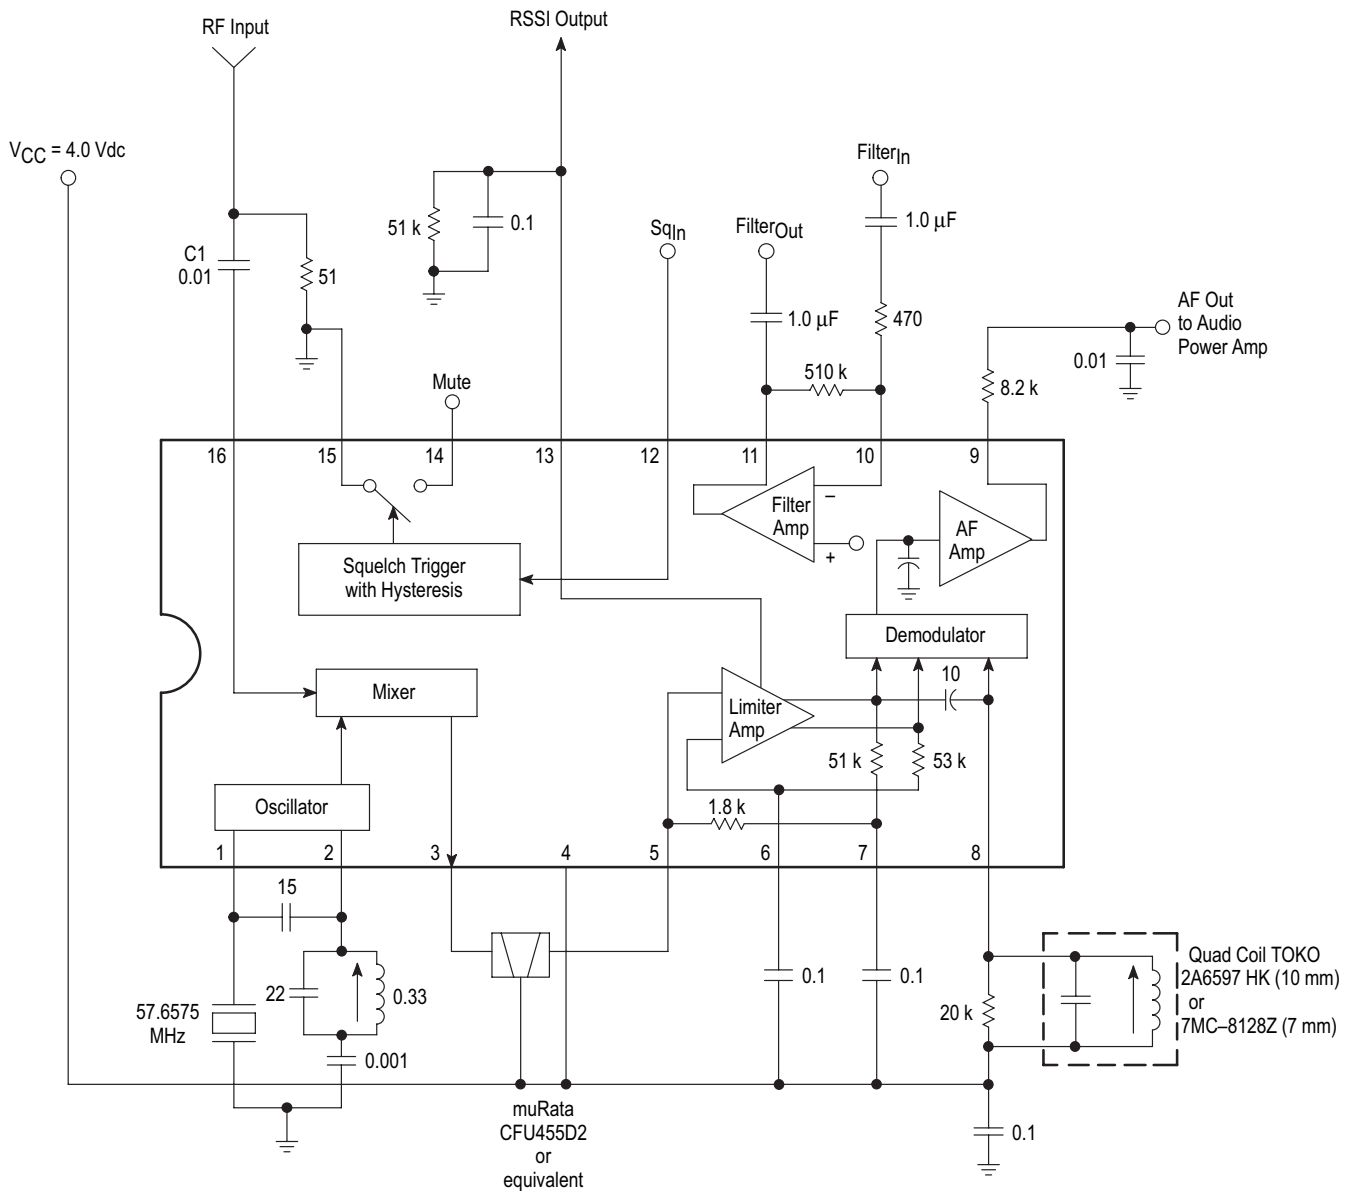 RF Input
RSSI Output
VCC = 4.0 Vdc
FilterIn
51 k
0.1
SqIn
FilterOut
1.0 µF
C1
0.01
51
1.0 µF
470
AF Out
to Audio
Power Amp
0.01
Mute
510 k
8.2 k
16
15
14
13
12
11
10
9
Filter
Amp
–
+
AF
Amp
Squelch Trigger
with Hysteresis
Demodulator
10
Mixer
Limiter
Amp
51 k
53 k
Oscillator
1.8 k
1
2
3
4
5
6
7
8
15
22
0.33
57.6575
MHz
0.001
0.1
0.1
20 k
Quad Coil TOKO
2A6597 HK (10 mm)
or
7MC–8128Z (7 mm)
muRata
CFU455D2
or
equivalent
0.1